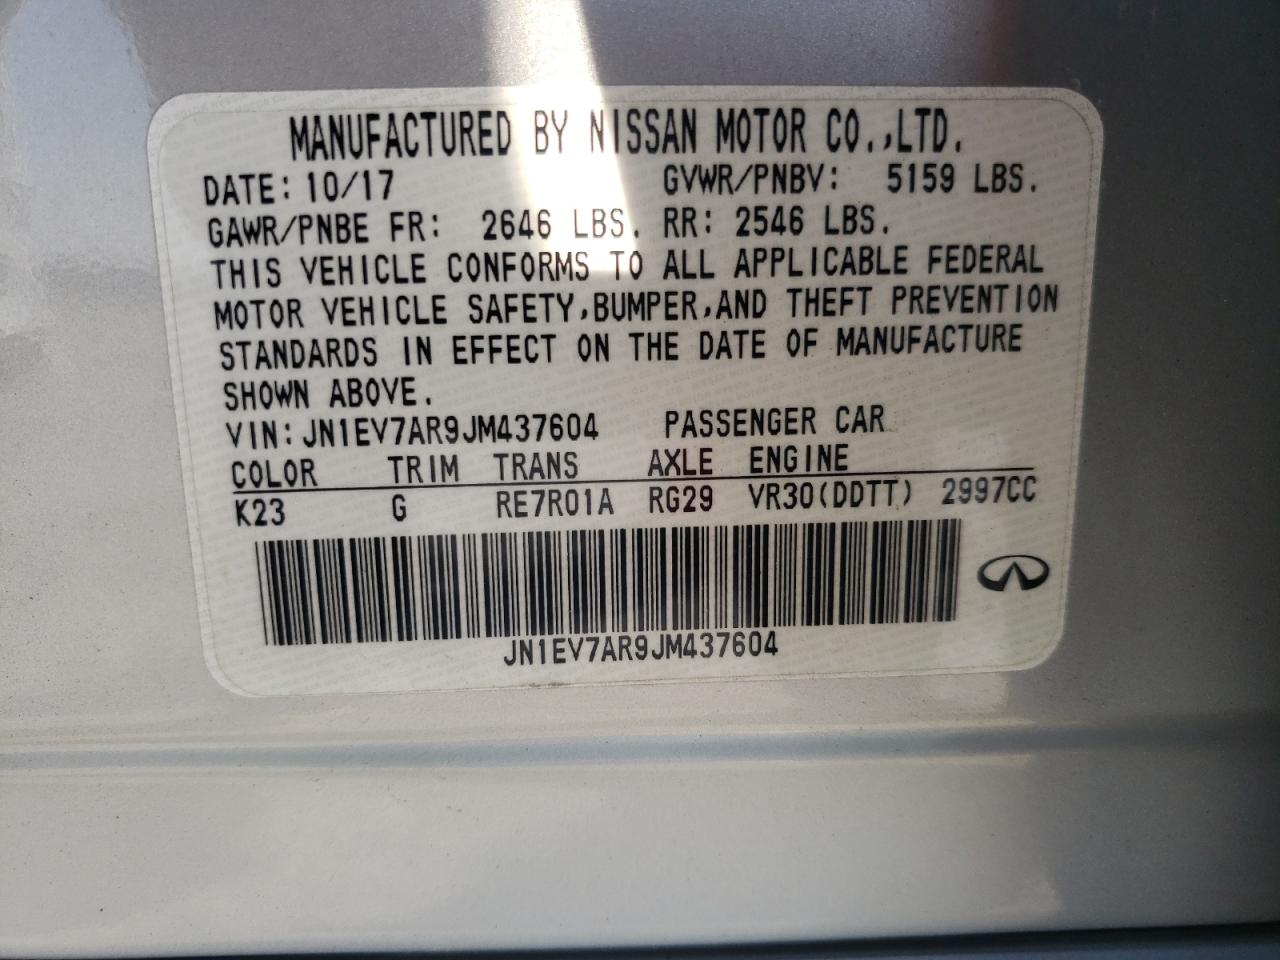 MANUFACTURED BY NISSAN MOTOR CO.,LTD.
DATE: 10/17 GVWR/PNBV: 5159 LBS.
GAWR/PNBE FR: 2646 LBS. RR: 2546 LBS.
THIS VEHICLE CONFORMS TO ALL APPLICABLE FEDERAL
MOTOR VEHICLE SAFETY,BUMPER,AND THEFT PREVENTION
STANDARDS IN EFFECT ON THE DATE OF MANUFACTURE
SHOWN ABOVE.
VIN: JN1EV7AR9JM437604 PASSENGER CAR
COLOR TRIM TRANS AXLE ENGINE
K23 G RE7R01A RG29 VR30(DDTT) 2997CC
JN1EV7AR9JM437604